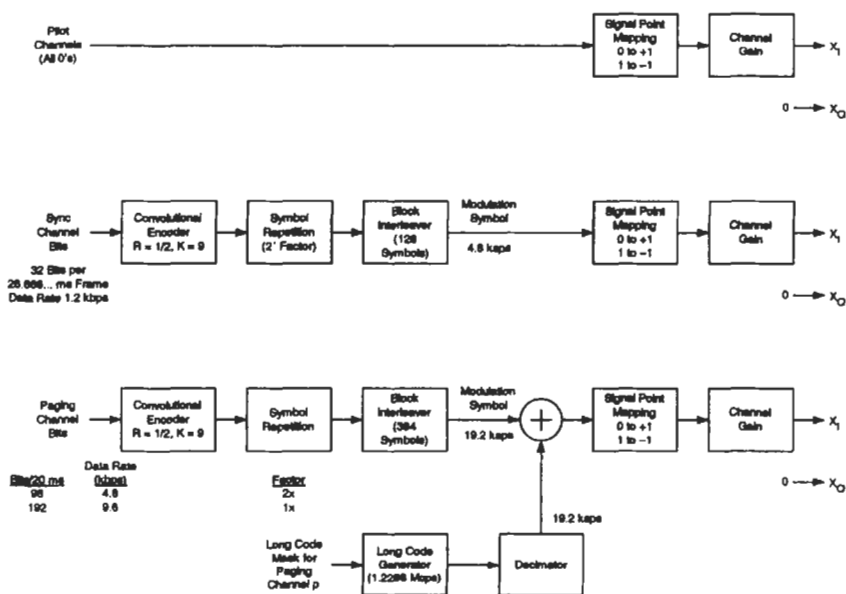 Pilot
Channels
(All 0's)
Signal Point
Mapping
0 to +1
1 to −1
Channel
Gain
X_I
0
X_Q
Sync
Channel
Bits
32 Bits per
26.666... ms Frame
Data Rate 1.2 kbps
Convolutional
Encoder
R = 1/2, K = 9
Symbol
Repetition
(2' Factor)
Block
Interleaver
(128
Symbols)
Modulation
Symbol
4.8 ksps
Signal Point
Mapping
0 to +1
1 to −1
Channel
Gain
X_I
0
X_Q
Paging
Channel
Bits
Convolutional
Encoder
R = 1/2, K = 9
Symbol
Repetition
Block
Interleaver
(384
Symbols)
Modulation
Symbol
19.2 ksps
+
Signal Point
Mapping
0 to +1
1 to −1
Channel
Gain
X_I
0
X_Q
Data Rate
Bits/20 ms (kbps) Factor
96 4.8 2x
192 9.6 1x
19.2 ksps
Long Code
Mask for
Paging
Channel p
Long Code
Generator
(1.2288 Mcps)
Decimator